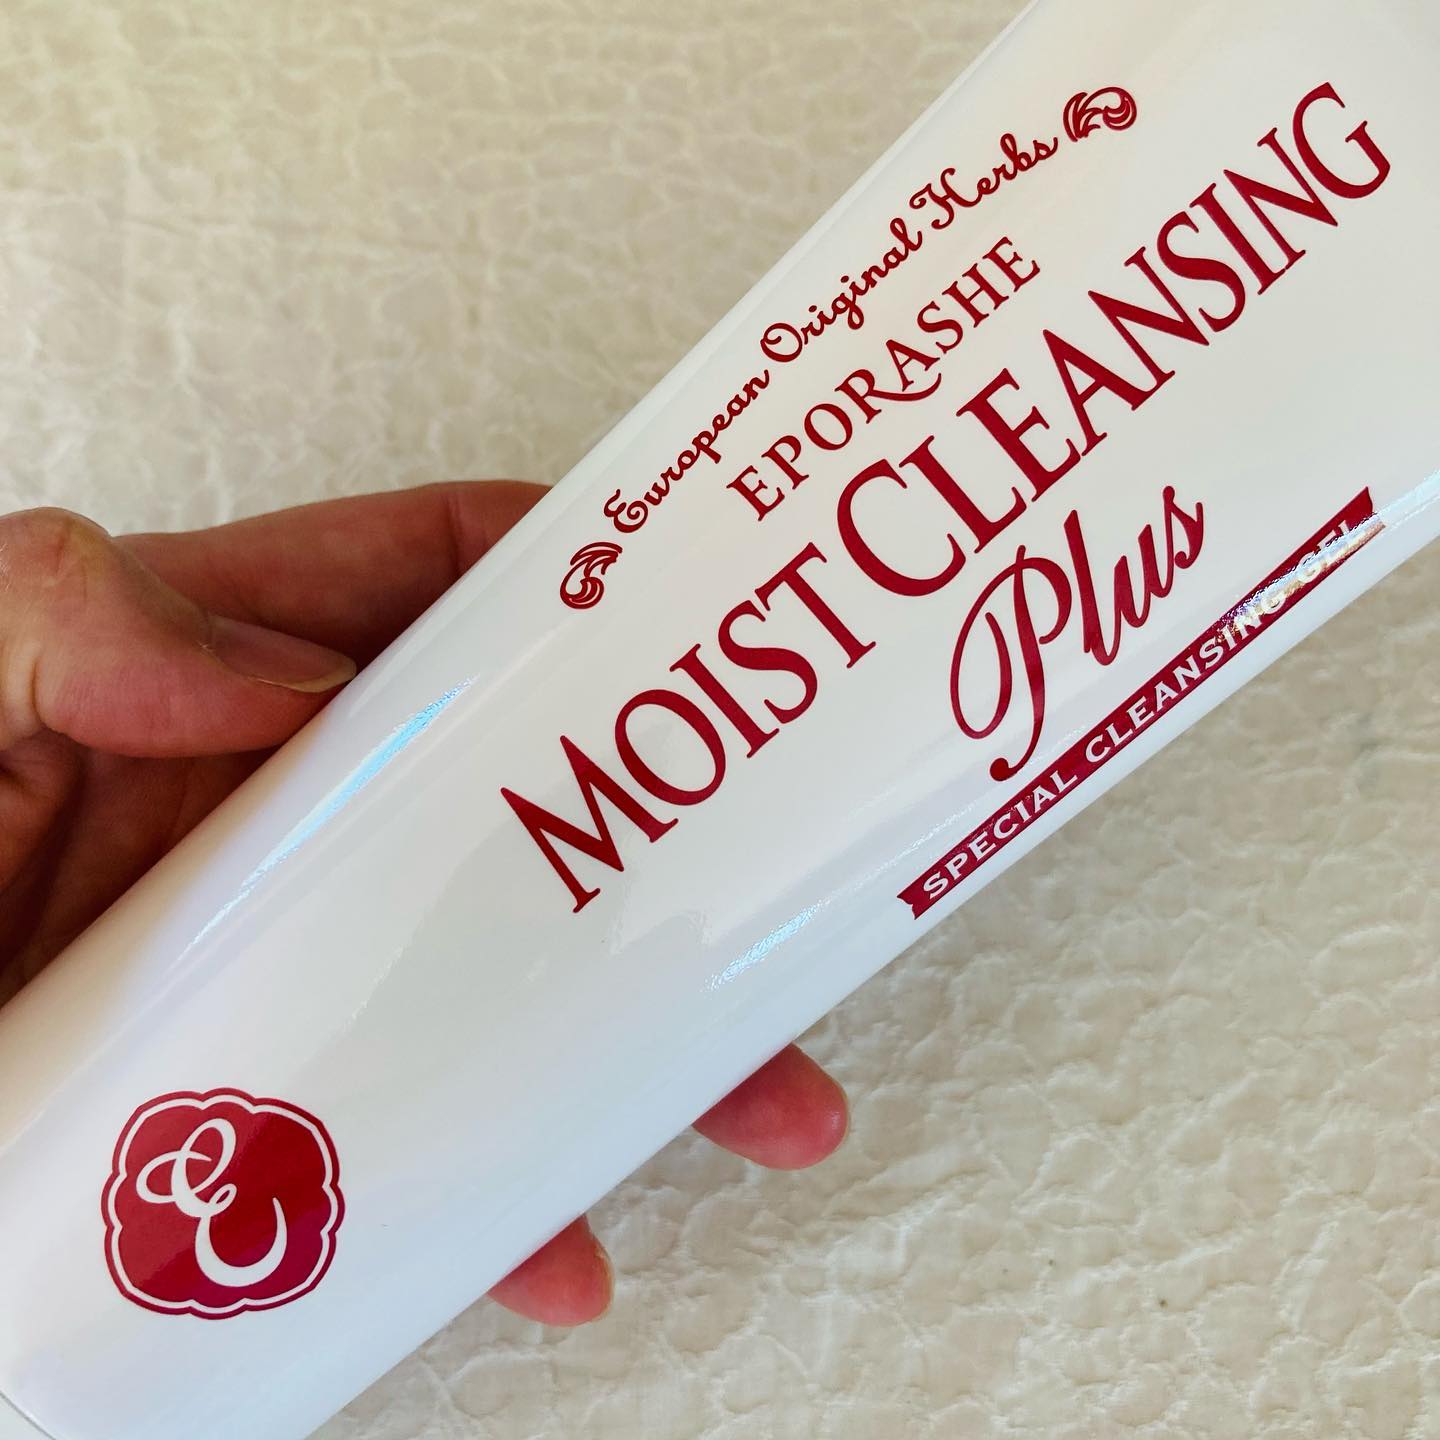 European Original Herbs
EPORASHE
MOIST CLEANSING
Plus
SPECIAL CLEANSING GEL